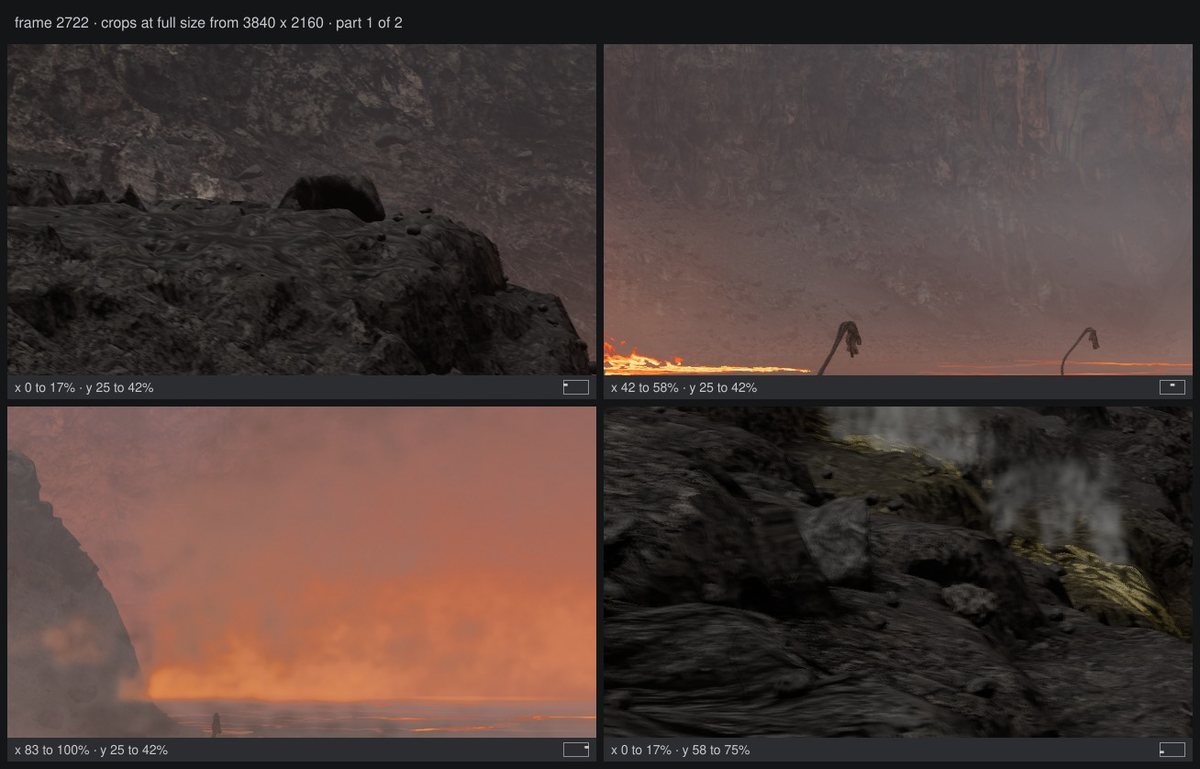 frame 2722 · crops at full size from 3840 x 2160 · part 1 of 2
x 0 to 17% · y 25 to 42%
x 42 to 58% · y 25 to 42%
x 83 to 100% · y 25 to 42%
x 0 to 17% · y 58 to 75%